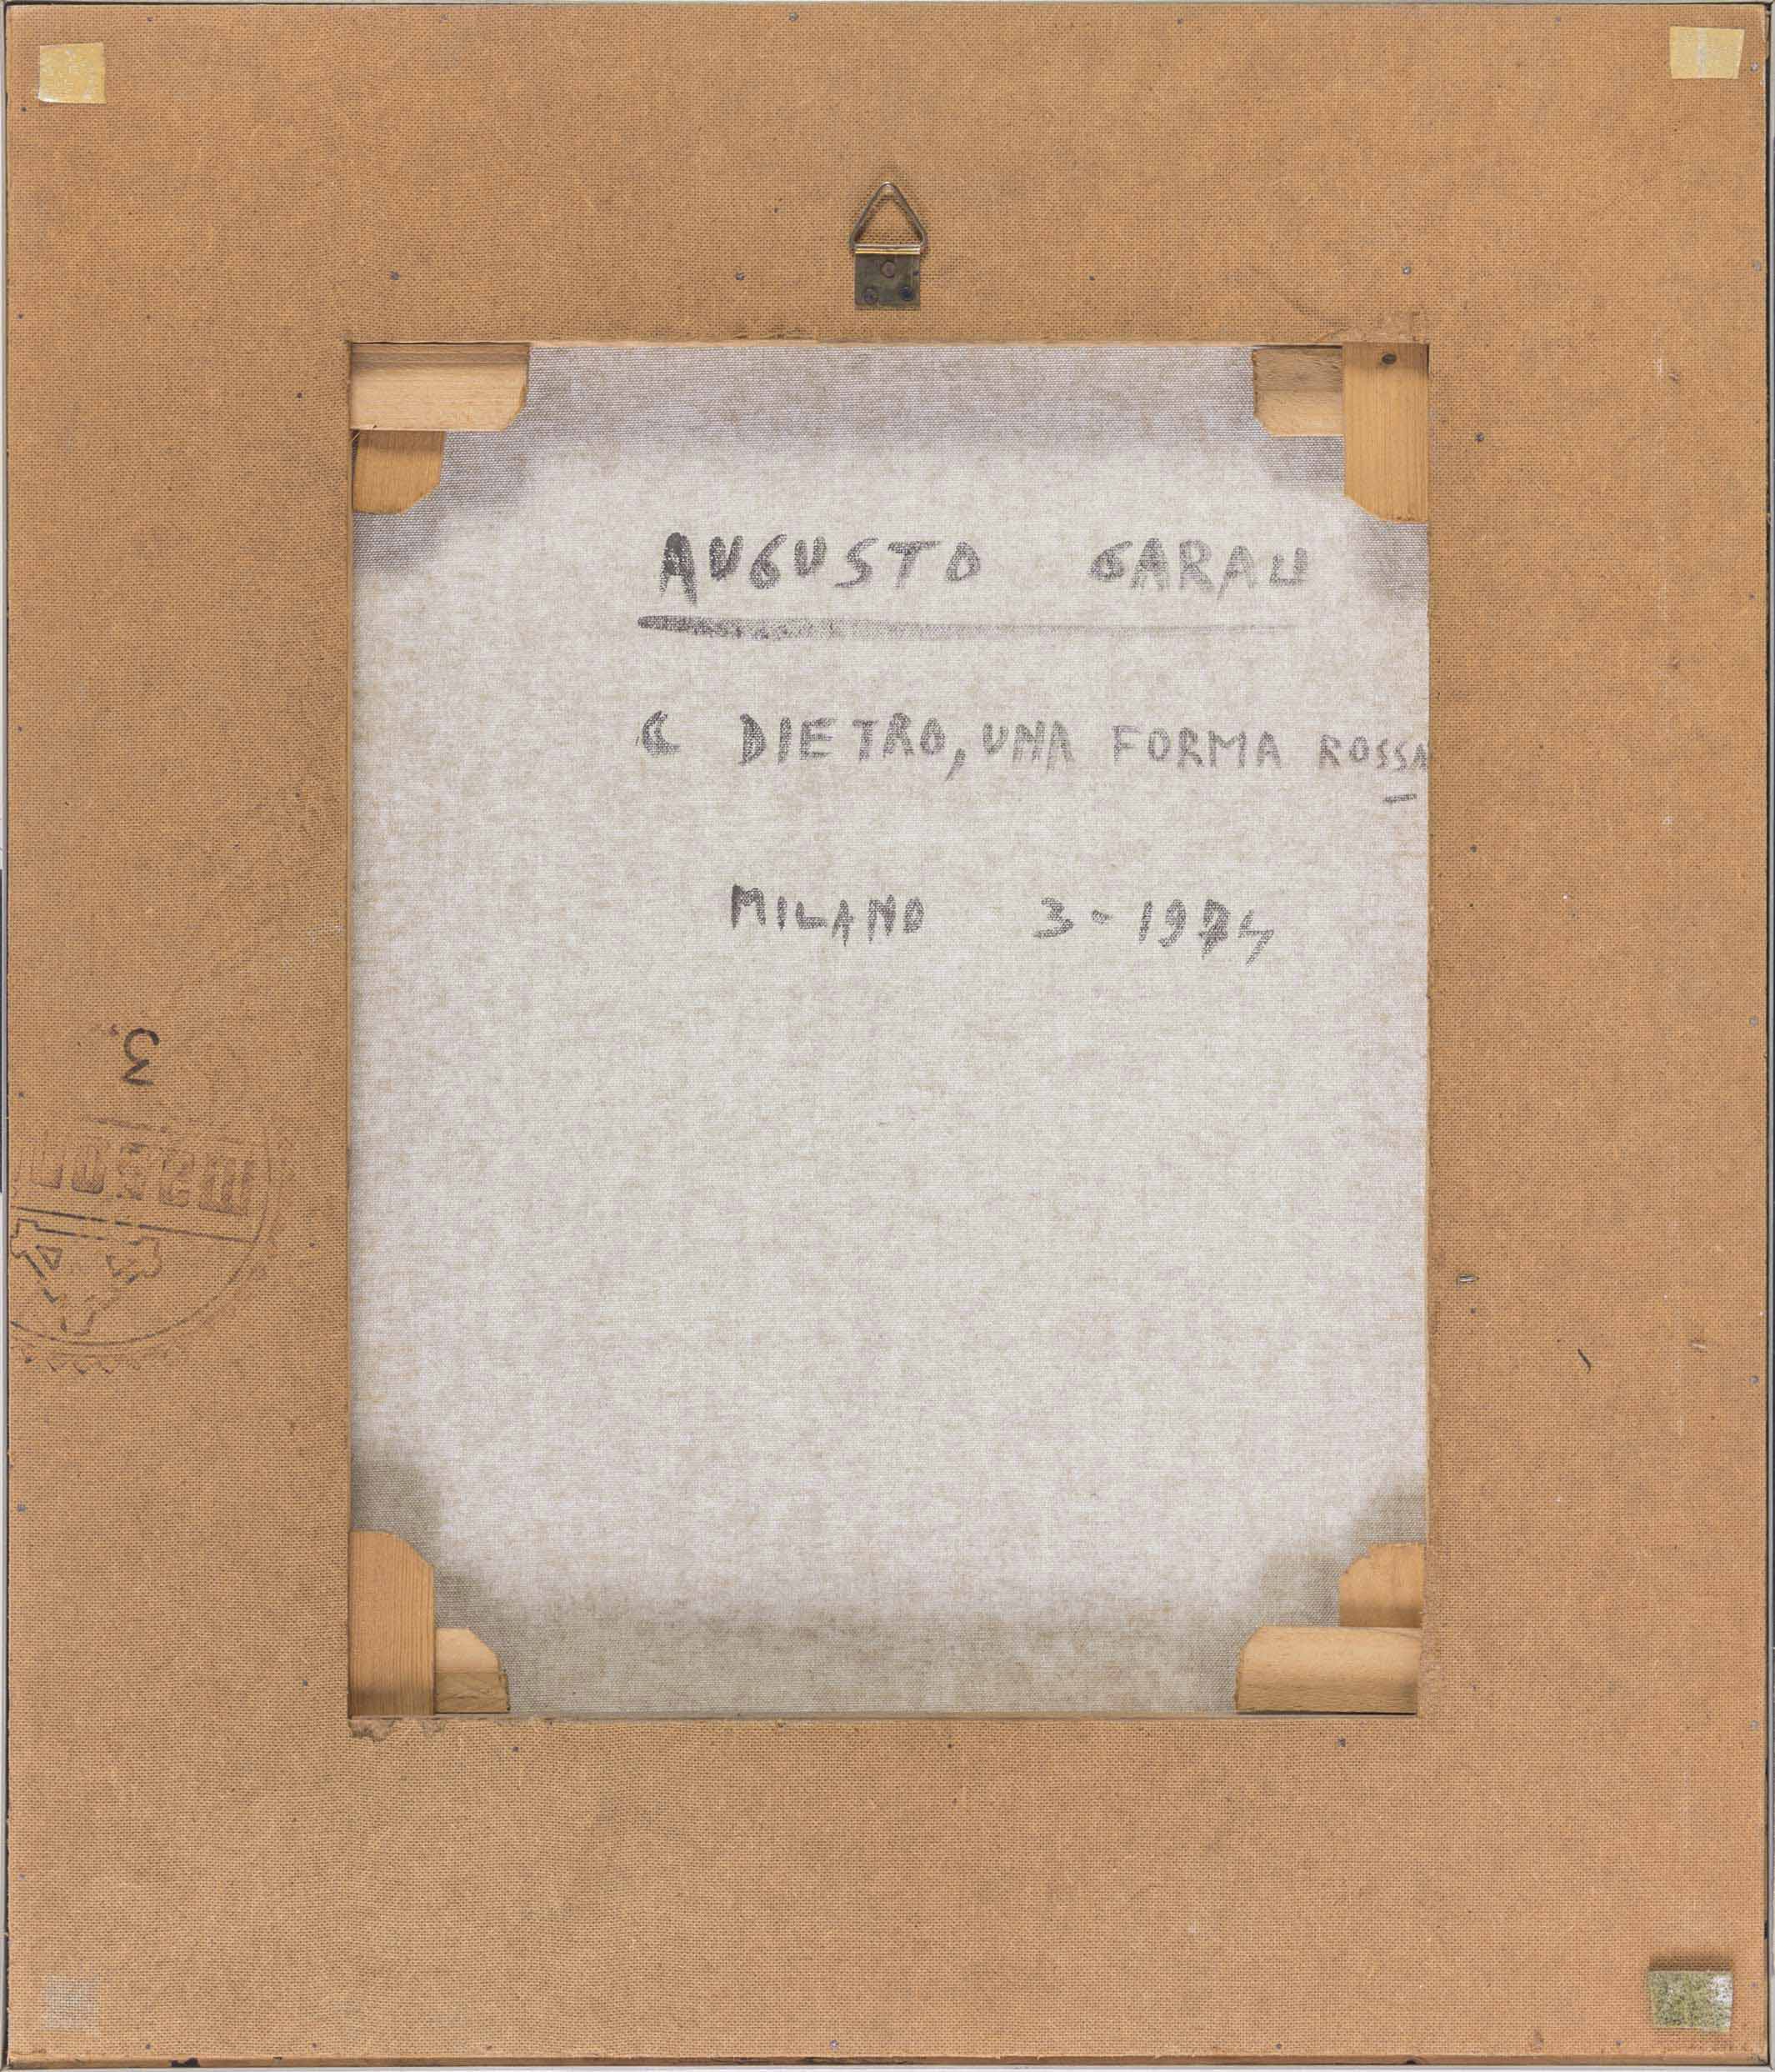 AUGUSTO GARAU
« DIETRO, UNA FORMA ROSSA
MILANO 3-1974
3.